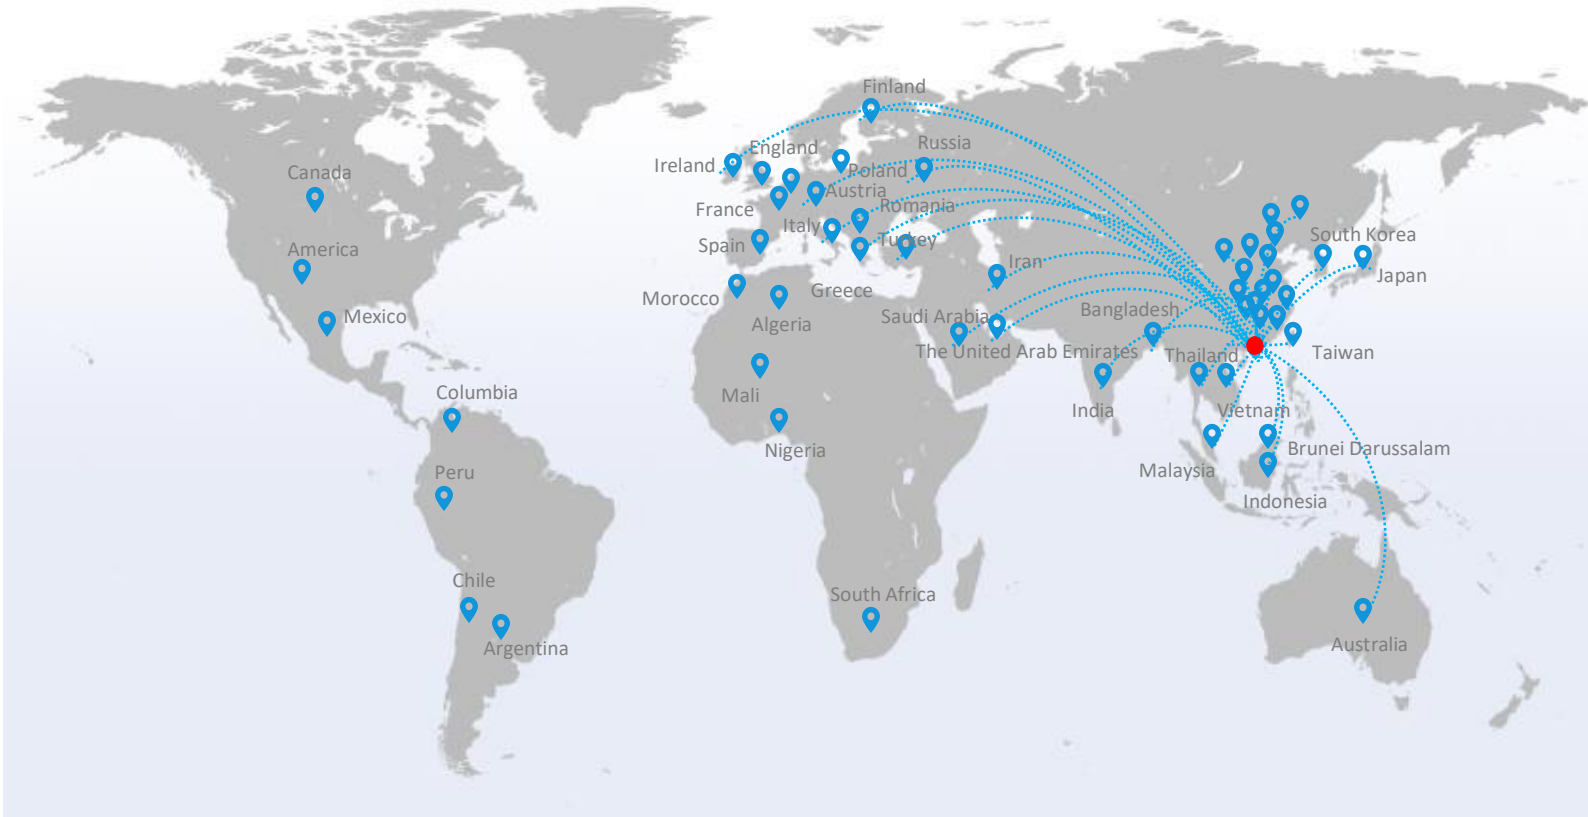 Finland
England
Russia
Ireland
Poland
Canada
Austria
France
Romania
Italy
South Korea
America
Spain
Turkey
Iran
Japan
Morocco
Greece
Mexico
Algeria
Saudi Arabia
Bangladesh
The United Arab Emirates
Thailand
Taiwan
Columbia
Mali
India
Vietnam
Nigeria
Brunei Darussalam
Peru
Malaysia
Indonesia
Chile
South Africa
Argentina
Australia